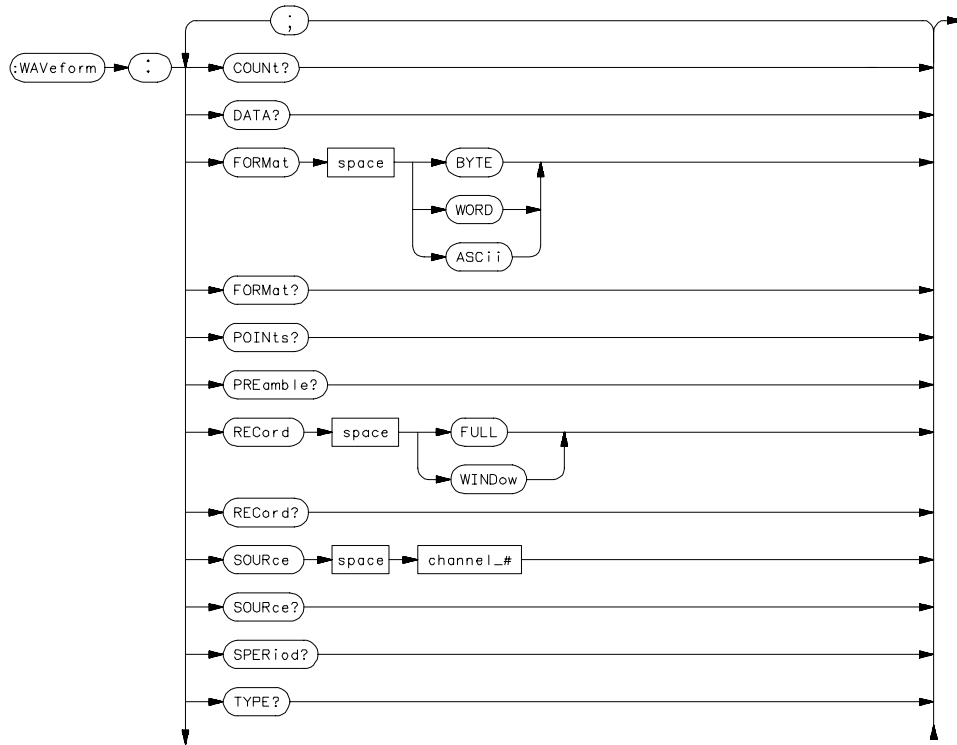 ;
:WAVeform :
COUNt?
DATA?
FORMat space BYTE
WORD
ASCii
FORMat?
POINts?
PREamble?
RECord space FULL
WINDow
RECord?
SOURce space channel_#
SOURce?
SPERiod?
TYPE?